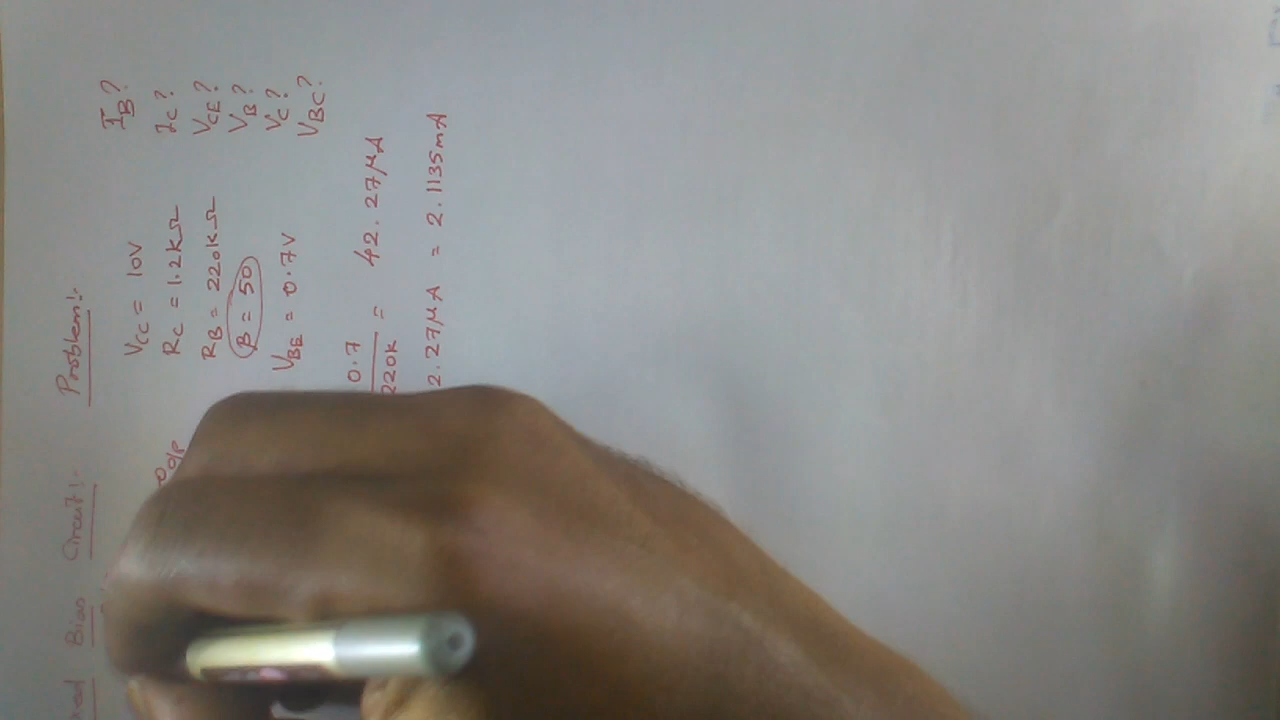 Bias Circuit:-
Problem:-
o/p
VCC = 10V
RC = 1.2kΩ
RB = 220kΩ
β = 50
VBE = 0.7V
IB?
IC?
VCE?
VB?
VC?
VBC?
0.7
220k
= 42.27μA
2.27μA = 2.1135mA